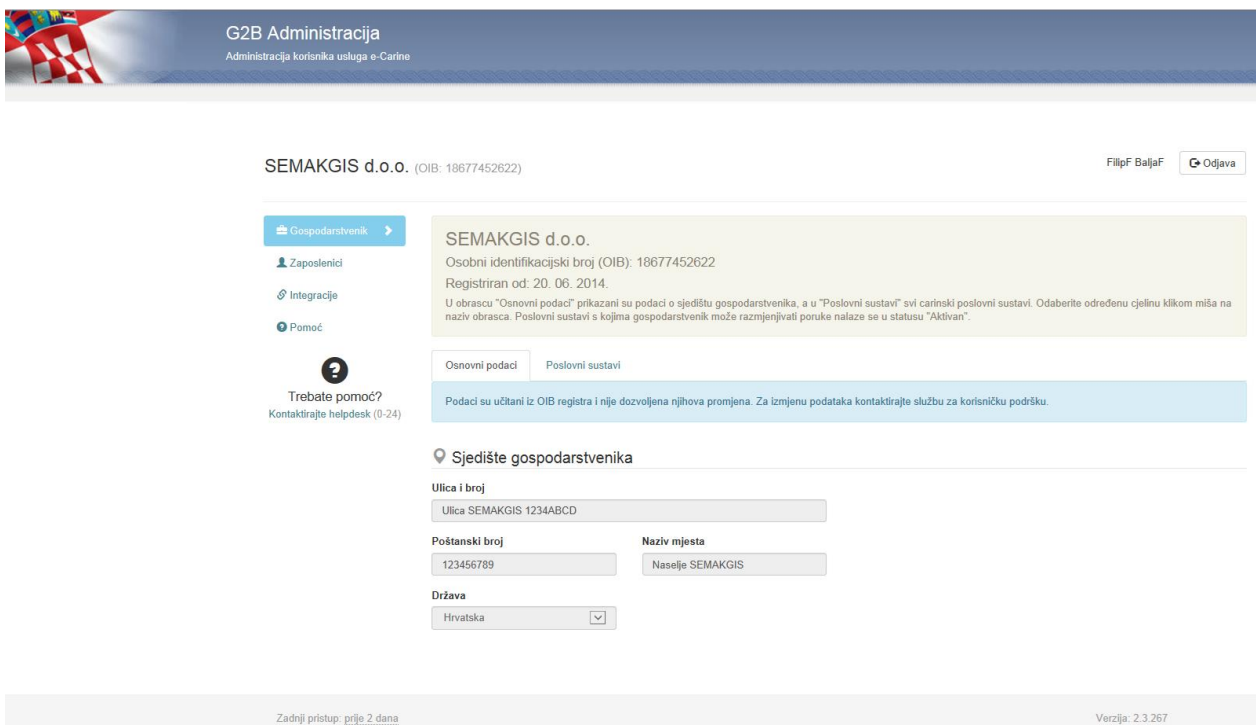 G2B Administracija
Administracija korisnika usluga e-Carine
SEMAKGIS d.o.o. (OIB: 18677452622)
FilipF BaljaF
Odjava
Gospodarstvenik
Zaposlenici
Integracije
Pomoć
Trebate pomoć?
Kontaktirajte helpdesk (0-24)
SEMAKGIS d.o.o.
Osobni identifikacijski broj (OIB): 18677452622
Registriran od: 20. 06. 2014.
U obrascu "Osnovni podaci" prikazani su podaci o sjedištu gospodarstvenika, a u "Poslovni sustavi" svi carinski poslovni sustavi. Odaberite određenu cjelinu klikom miša na
naziv obrasca. Poslovni sustavi s kojima gospodarstvenik može razmjenjivati poruke nalaze se u statusu "Aktivan".
Osnovni podaci
Poslovni sustavi
Podaci su učitani iz OIB registra i nije dozvoljena njihova promjena. Za izmjenu podataka kontaktirajte službu za korisničku podršku.
Sjedište gospodarstvenika
Ulica i broj
Ulica SEMAKGIS 1234ABCD
Poštanski broj
Naziv mjesta
123456789
Naselje SEMAKGIS
Država
Hrvatska
Zadnji pristup: prije 2 dana
Verzija: 2.3.267